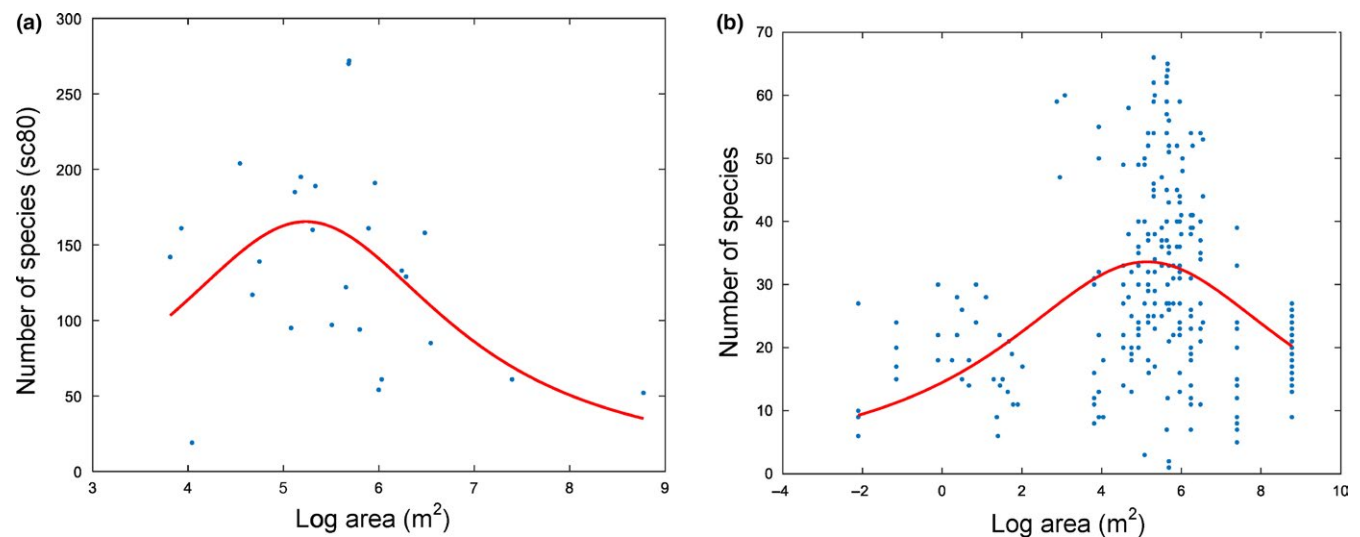 (a)
300
250
200
150
100
50
0
Number of species (sc80)
3 4 5 6 7 8 9
Log area (m²)
(b)
70
60
50
40
30
20
10
0
Number of species
–4 –2 0 2 4 6 8 10
Log area (m²)